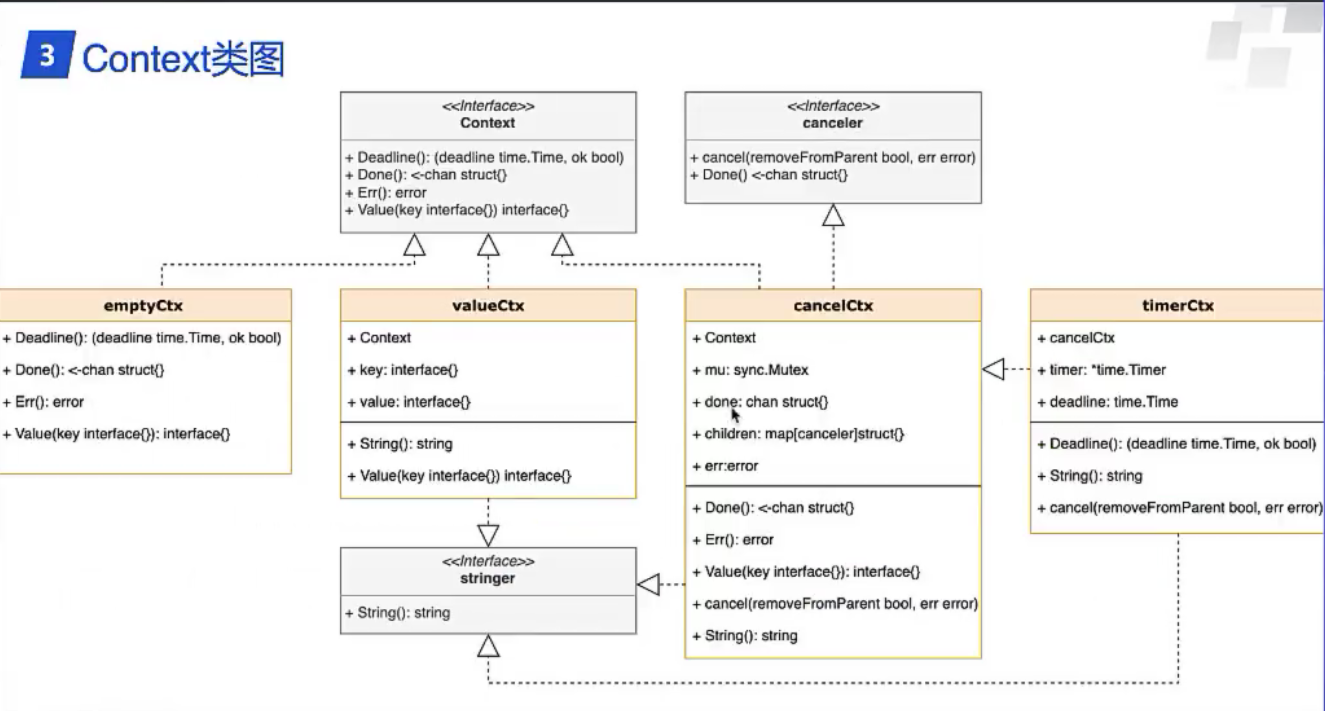 3 Context类图
<<Interface>>
Context
+ Deadline(): (deadline time.Time, ok bool)
+ Done(): <-chan struct{}
+ Err(): error
+ Value(key interface{}) interface{}
<<Interface>>
canceler
+ cancel(removeFromParent bool, err error)
+ Done() <-chan struct{}
emptyCtx
+ Deadline(): (deadline time.Time, ok bool)
+ Done(): <-chan struct{}
+ Err(): error
+ Value(key interface{}): interface{}
valueCtx
+ Context
+ key: interface{}
+ value: interface{}
+ String(): string
+ Value(key interface{}) interface{}
cancelCtx
+ Context
+ mu: sync.Mutex
+ done: chan struct{}
+ children: map[canceler]struct{}
+ err:error
+ Done(): <-chan struct{}
+ Err(): error
+ Value(key interface{}): interface{}
+ cancel(removeFromParent bool, err error)
+ String(): string
timerCtx
+ cancelCtx
+ timer: *time.Timer
+ deadline: time.Time
+ Deadline(): (deadline time.Time, ok bool)
+ String(): string
+ cancel(removeFromParent bool, err error)
<<Interface>>
stringer
+ String(): string